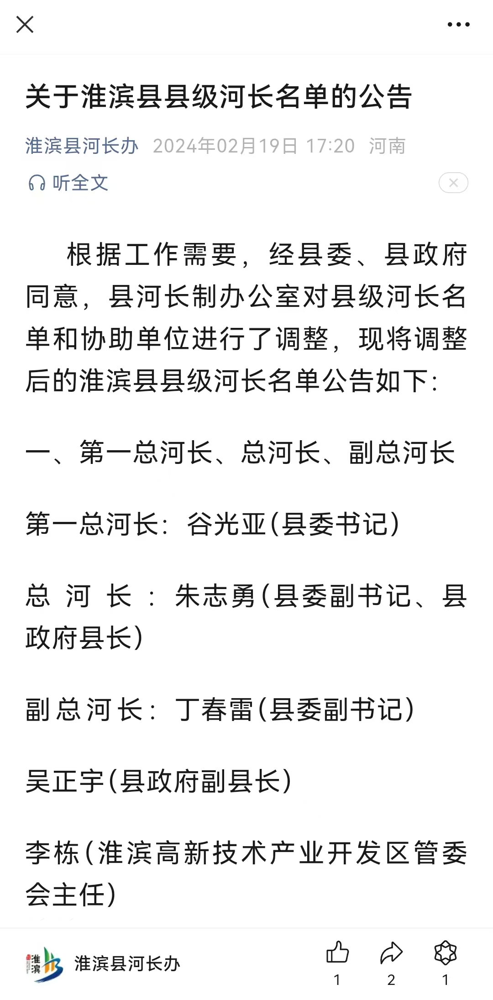 关于淮滨县县级河长名单的公告
淮滨县河长办 2024年02月19日 17:20 河南
听全文
根据工作需要，经县委、县政府
同意，县河长制办公室对县级河长名
单和协助单位进行了调整，现将调整
后的淮滨县县级河长名单公告如下：
一、第一总河长、总河长、副总河长
第一总河长：谷光亚(县委书记)
总 河 长 ：朱志勇(县委副书记、县
政府县长)
副总河长：丁春雷(县委副书记)
吴正宇(县政府副县长)
李栋(淮滨高新技术产业开发区管委
会主任)
淮滨
淮滨县河长办
1 2 1